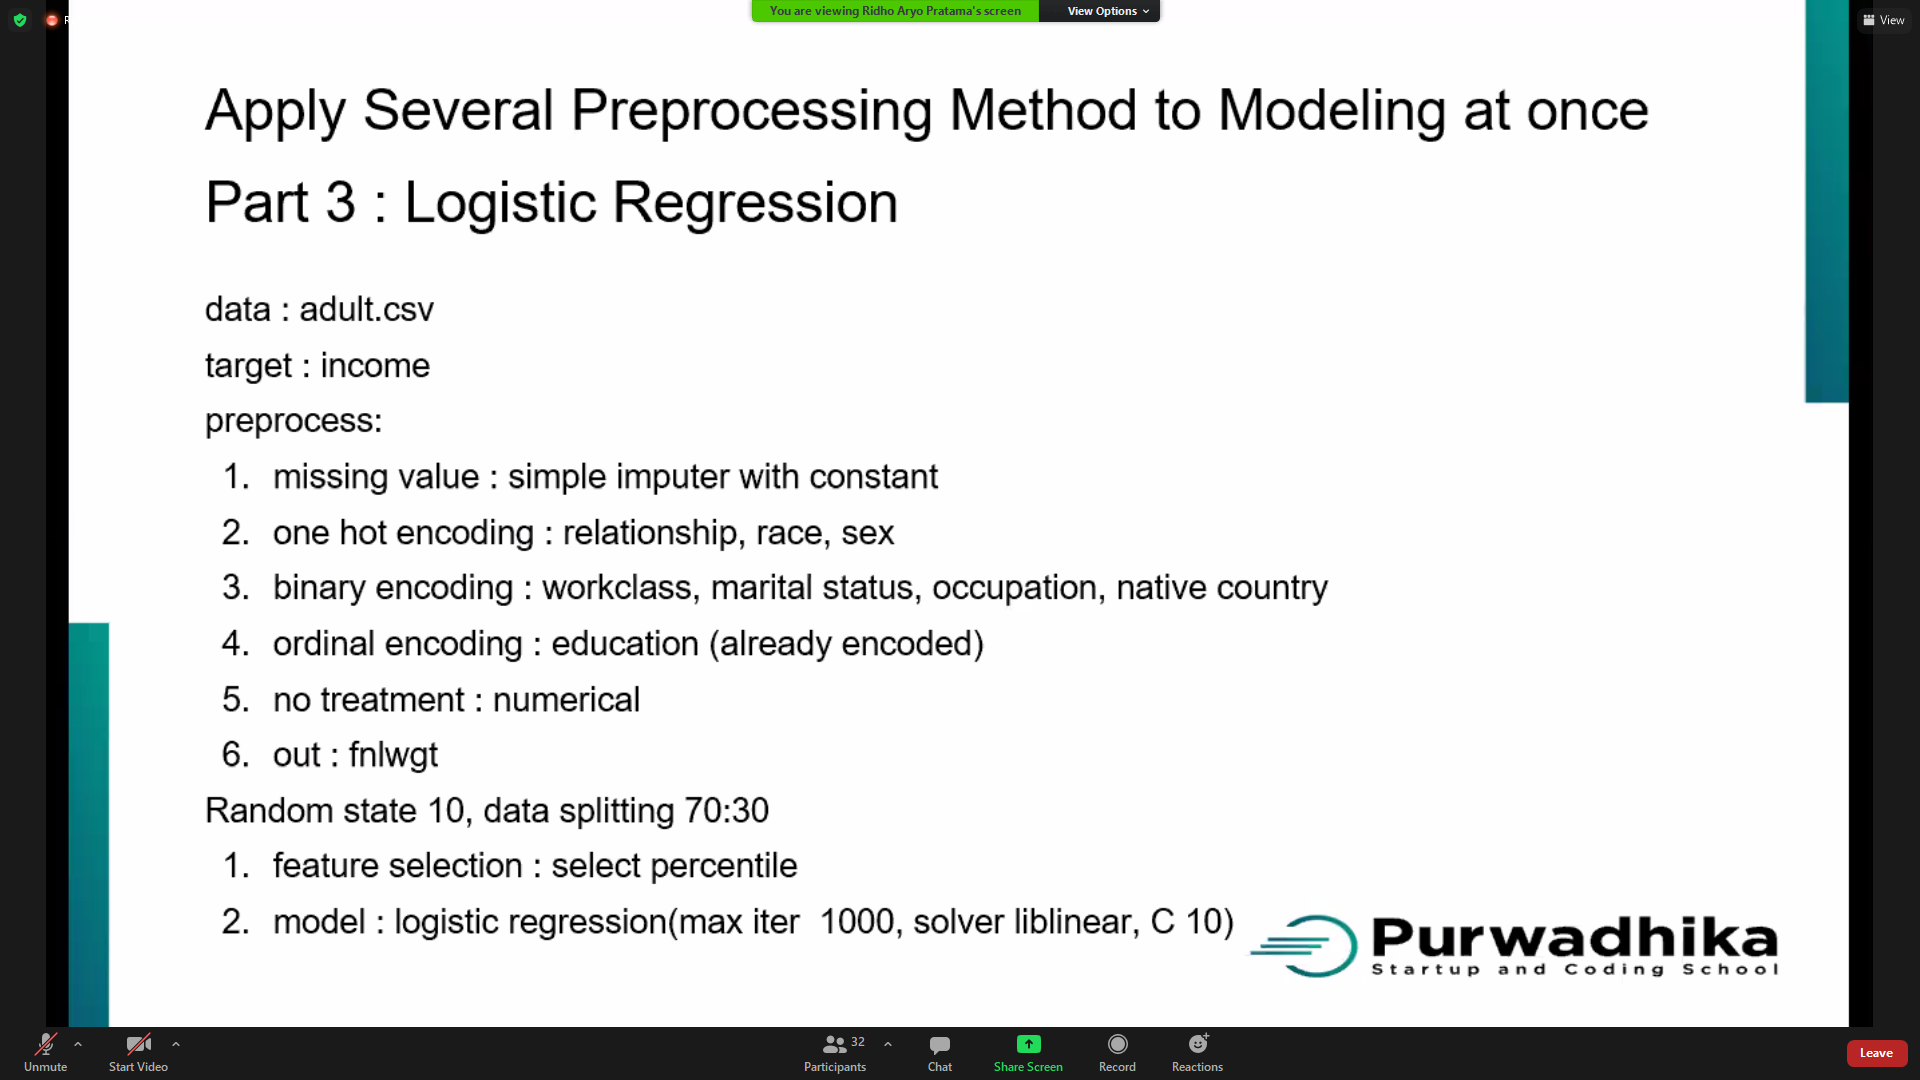 You are viewing Ridho Aryo Pratama's screen
View Options
View
Apply Several Preprocessing Method to Modeling at once
Part 3 : Logistic Regression
data : adult.csv
target : income
preprocess:
1. missing value : simple imputer with constant
2. one hot encoding : relationship, race, sex
3. binary encoding : workclass, marital status, occupation, native country
4. ordinal encoding : education (already encoded)
5. no treatment : numerical
6. out : fnlwgt
Random state 10, data splitting 70:30
1. feature selection : select percentile
2. model : logistic regression(max iter 1000, solver liblinear, C 10)
Purwadhika
Startup and Coding School
Unmute
Start Video
32
Participants
Chat
Share Screen
Record
Reactions
Leave